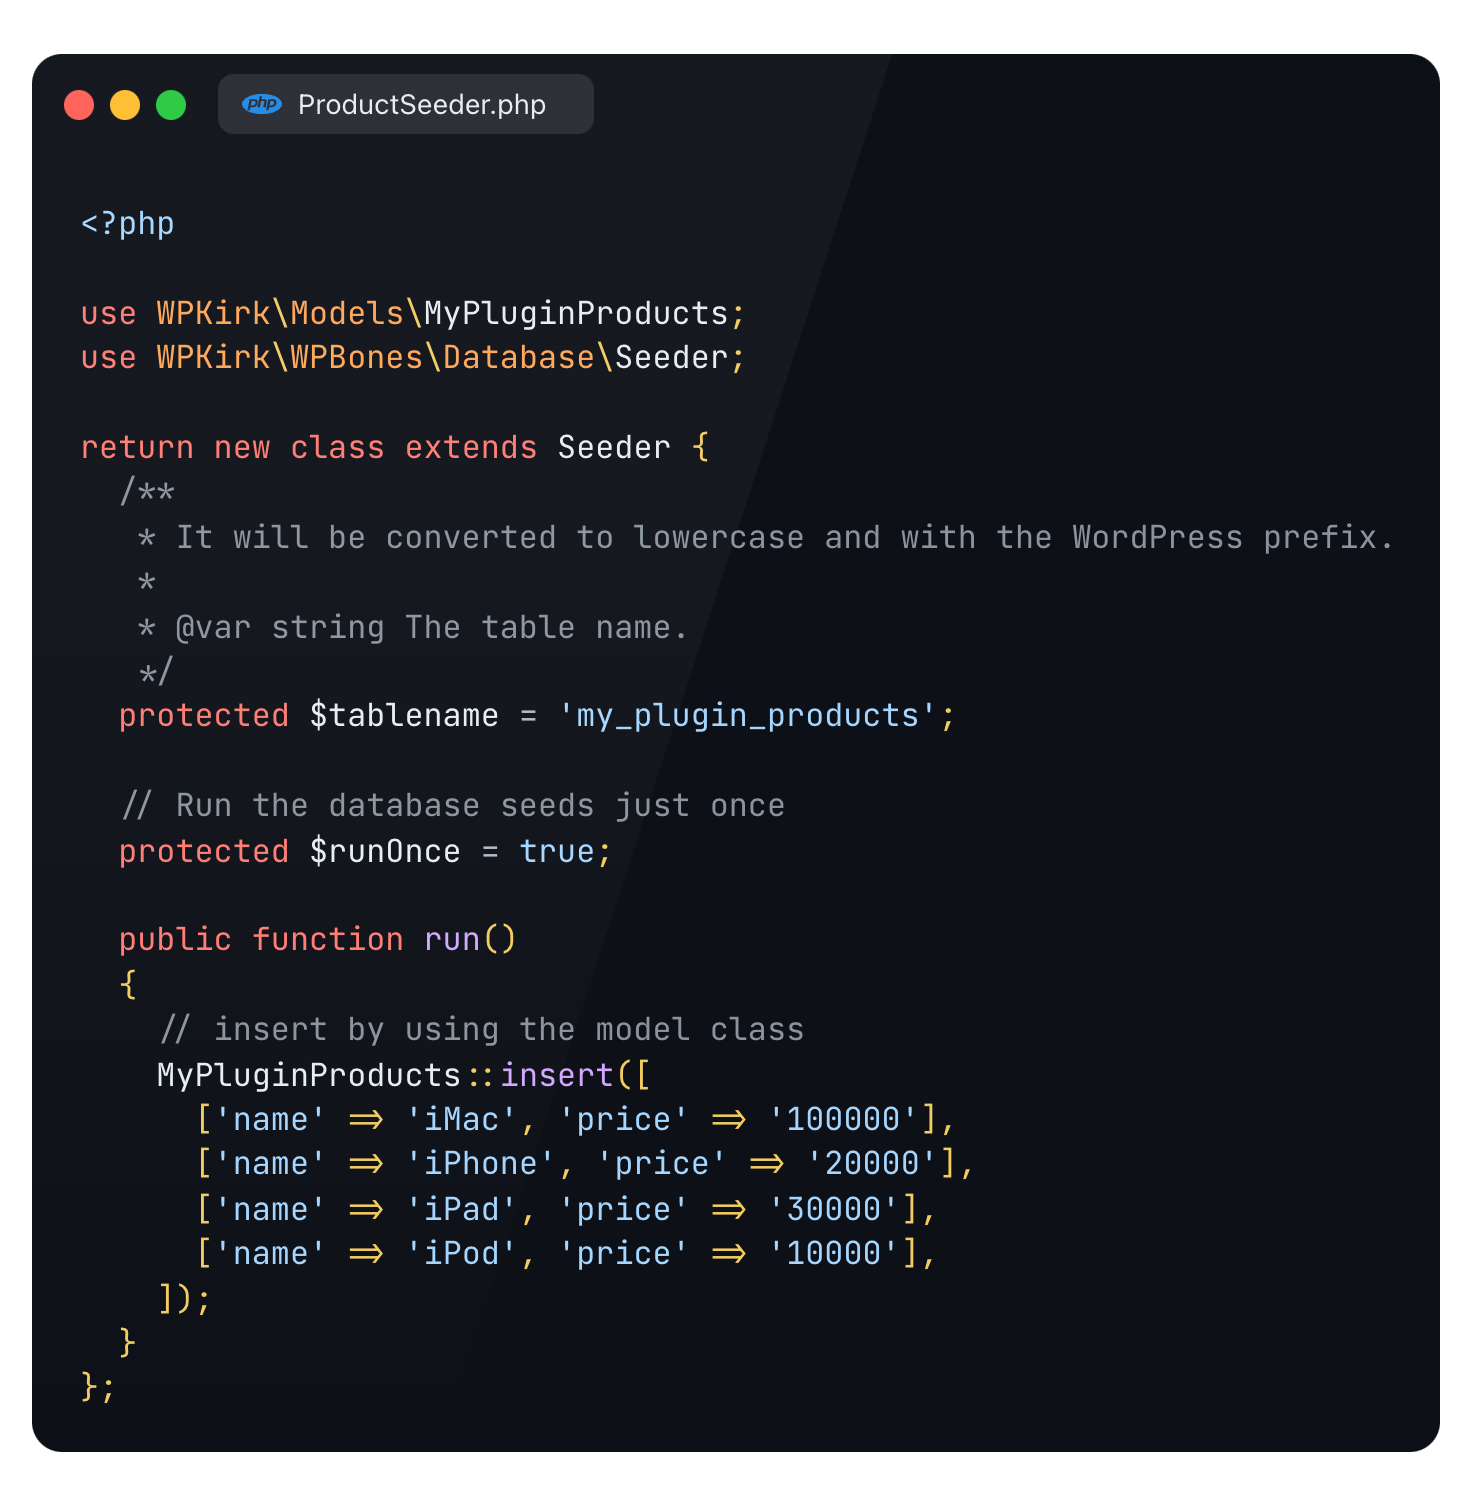 php ProductSeeder.php
<?php
use WPKirk\Models\MyPluginProducts;
use WPKirk\WPBones\Database\Seeder;
return new class extends Seeder {
  /**
   * It will be converted to lowercase and with the WordPress prefix.
   *
   * @var string The table name.
   */
  protected $tablename = 'my_plugin_products';
  // Run the database seeds just once
  protected $runOnce = true;
  public function run()
  {
    // insert by using the model class
    MyPluginProducts::insert([
      ['name' => 'iMac', 'price' => '100000'],
      ['name' => 'iPhone', 'price' => '20000'],
      ['name' => 'iPad', 'price' => '30000'],
      ['name' => 'iPod', 'price' => '10000'],
    ]);
  }
};